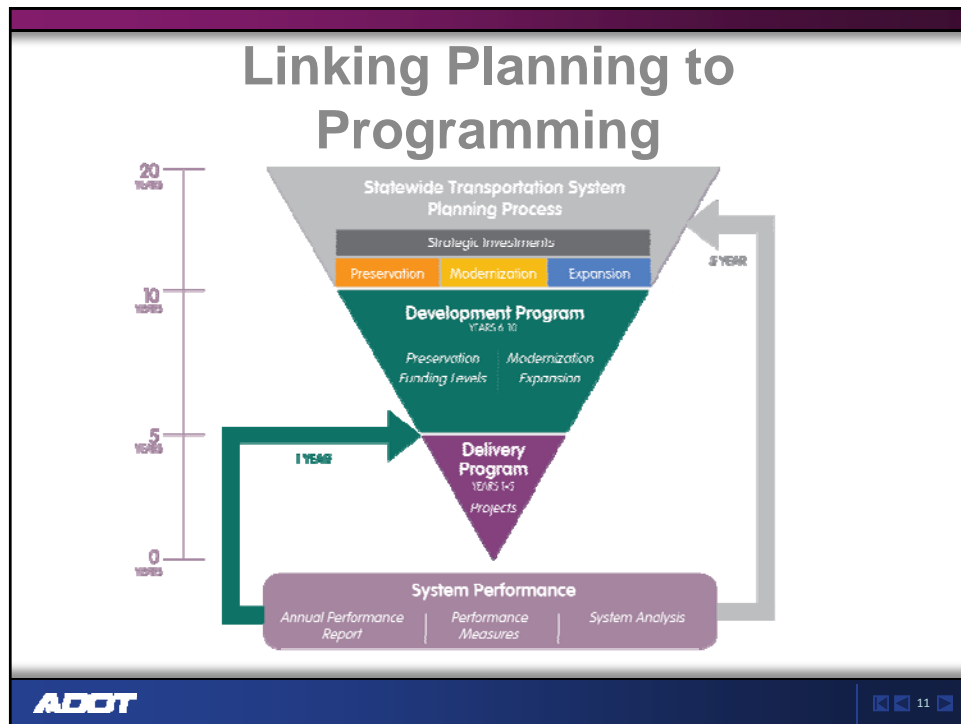 Linking Planning to
Programming
20
YEARS
Statewide Transportation System
Planning Process
Strategic Investments
Preservation Modernization Expansion
5 YEAR
10
YEARS
Development Program
YEARS 6-10
Preservation Modernization
Funding Levels Expansion
5
YEARS
1 YEAR
Delivery
Program
YEARS 1-5
Projects
0
YEARS
System Performance
Annual Performance Performance System Analysis
Report Measures
ADOT
11